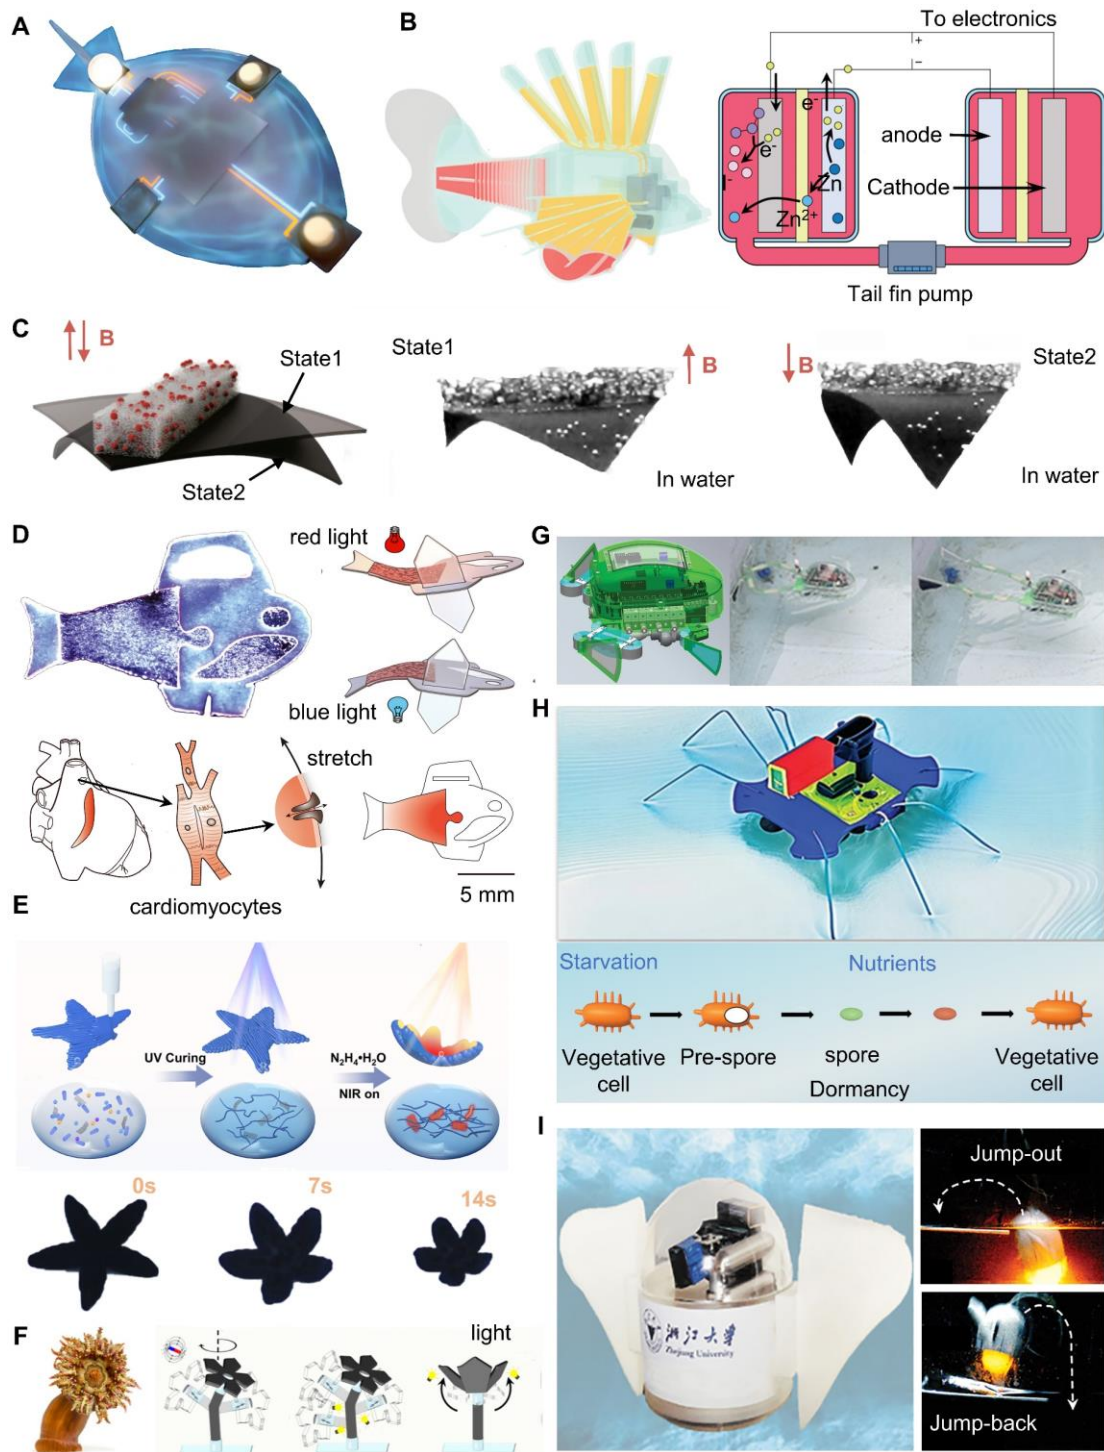 A
B
To electronics
+
−
e⁻
e⁻
I⁻
Zn
Zn²⁺
anode
Cathode
Tail fin pump
C
B
State1
State2
State1
B
In water
B
State2
In water
D
red light
blue light
stretch
cardiomyocytes
5 mm
E
UV Curing
N₂H₄•H₂O
NIR on
0s
7s
14s
F
light
G
H
Starvation
Nutrients
Vegetative
cell
Pre-spore
spore
Dormancy
Vegetative
cell
I
浙江大学
Zhejiang University
Jump-out
Jump-back